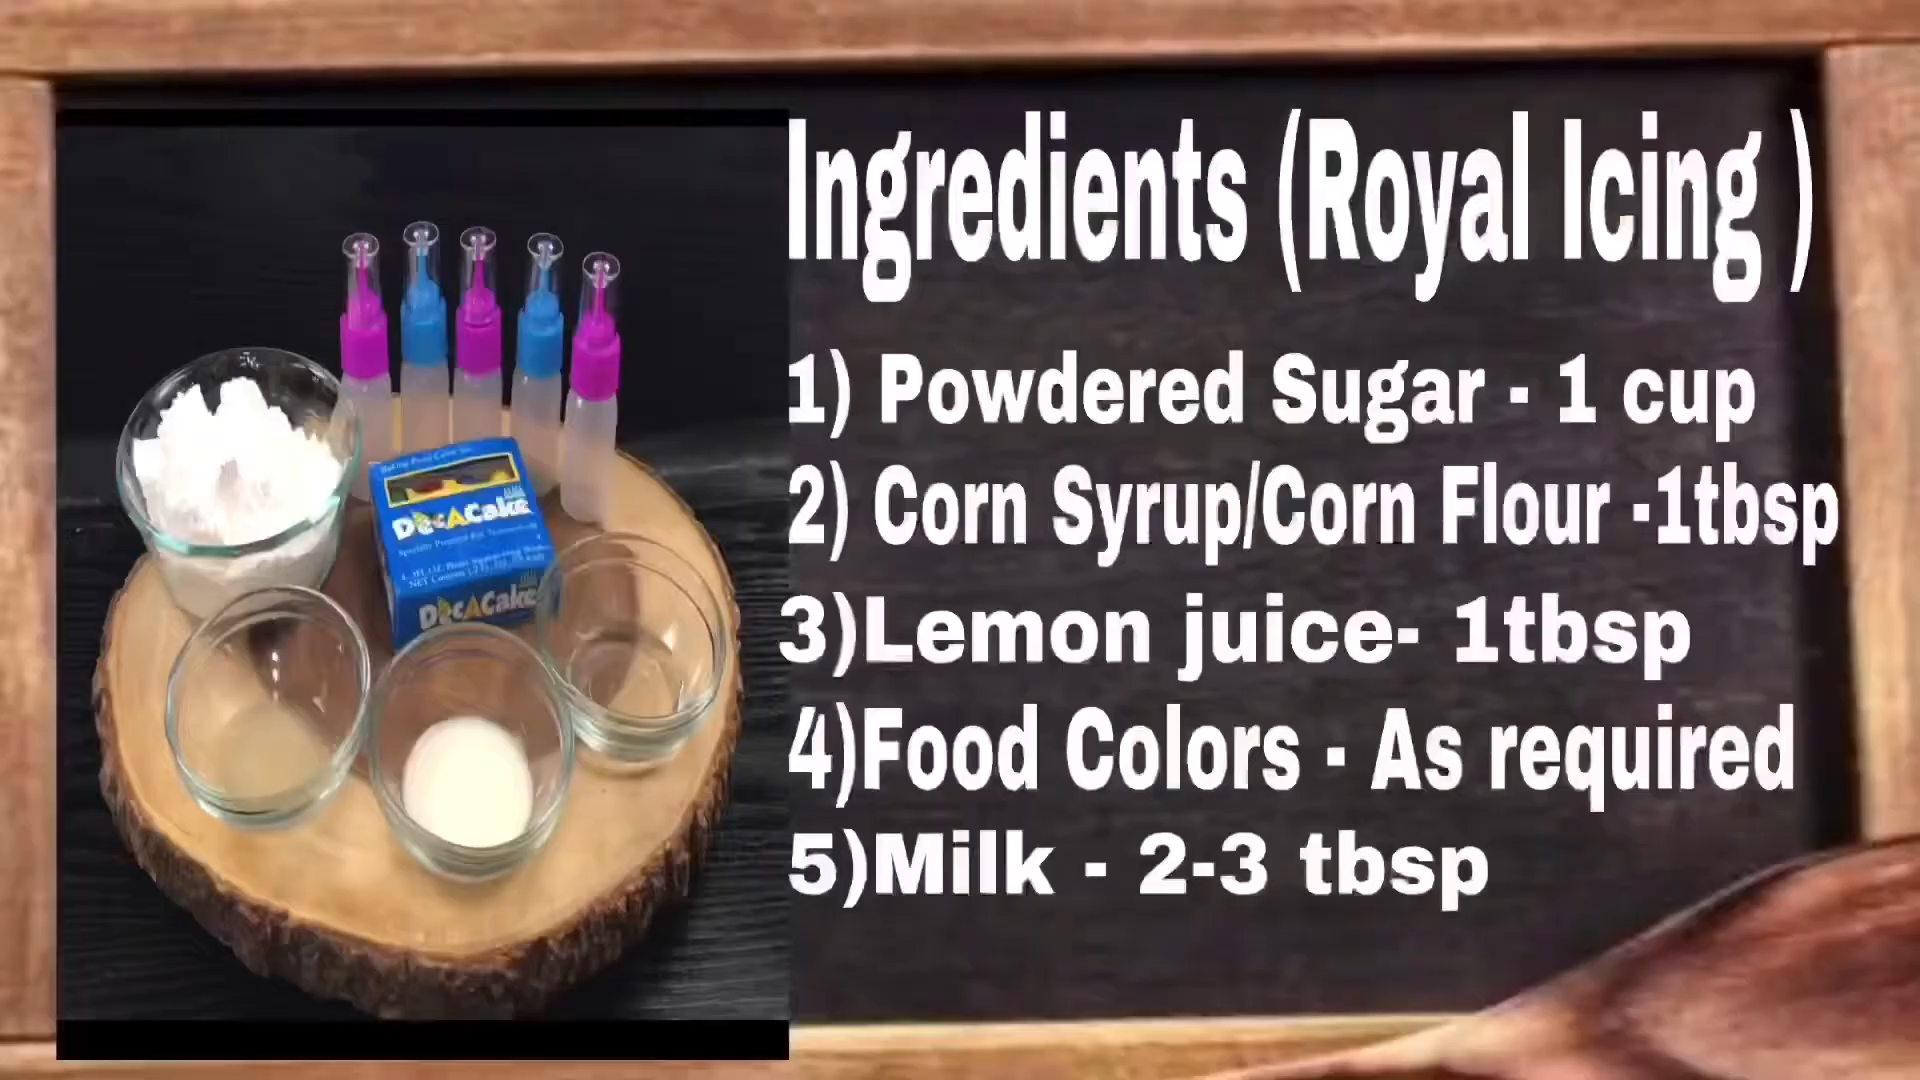 Ingredients (Royal Icing )
1) Powdered Sugar - 1 cup
2) Corn Syrup/Corn Flour -1tbsp
3)Lemon juice- 1tbsp
4)Food Colors - As required
5)Milk - 2-3 tbsp
DecACake
DecACake